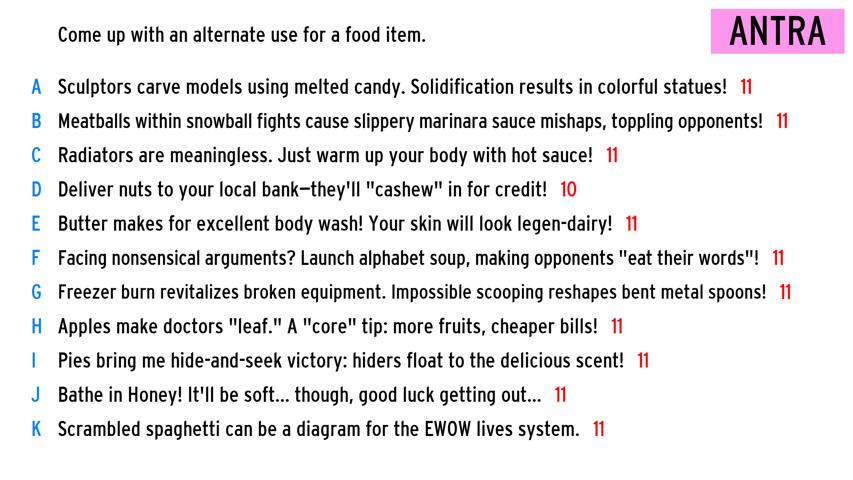 Come up with an alternate use for a food item.
ANTRA
A Sculptors carve models using melted candy. Solidification results in colorful statues! 11
B Meatballs within snowball fights cause slippery marinara sauce mishaps, toppling opponents! 11
C Radiators are meaningless. Just warm up your body with hot sauce! 11
D Deliver nuts to your local bank—they'll "cashew" in for credit! 10
E Butter makes for excellent body wash! Your skin will look legen-dairy! 11
F Facing nonsensical arguments? Launch alphabet soup, making opponents "eat their words"! 11
G Freezer burn revitalizes broken equipment. Impossible scooping reshapes bent metal spoons! 11
H Apples make doctors "leaf." A "core" tip: more fruits, cheaper bills! 11
I Pies bring me hide-and-seek victory: hiders float to the delicious scent! 11
J Bathe in Honey! It'll be soft... though, good luck getting out... 11
K Scrambled spaghetti can be a diagram for the EWOW lives system. 11